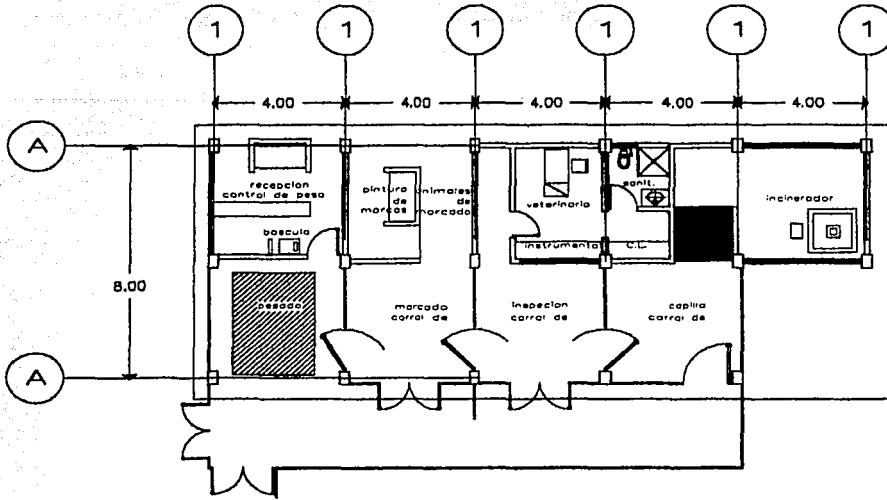 1 1 1 1 1 1
4.00 4.00 4.00 4.00 4.00
A
recepcion
control de peso
bascula
pintura
de
marcas
animales
de
marcado
veterinario
instrumental
sanit.
C.L.
incinerador
8.00
pesado
marcado
corral de
inspecion
corral de
capilla
corral de
A